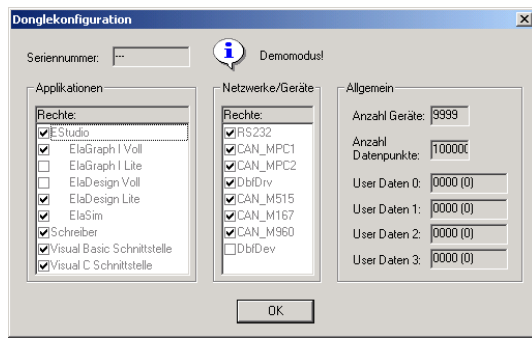 Donglekonfiguration
Seriennummer: ---
Demomodus!
Applikationen
Rechte:
EStudio
ElaGraph I Voll
ElaGraph I Lite
ElaDesign Voll
ElaDesign Lite
ElaSim
Schreiber
Visual Basic Schnittstelle
Visual C Schnittstelle
Netzwerke/Geräte
Rechte:
RS232
CAN_MPC1
CAN_MPC2
DbfDrv
CAN_M515
CAN_M167
CAN_M960
DbfDev
Allgemein
Anzahl Geräte: 9999
Anzahl
Datenpunkte: 100000
User Daten 0: 0000 (0)
User Daten 1: 0000 (0)
User Daten 2: 0000 (0)
User Daten 3: 0000 (0)
OK